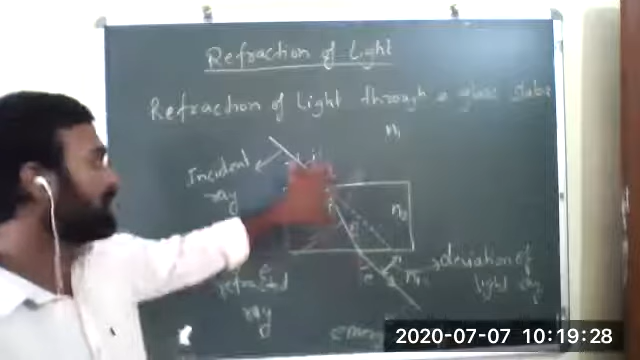 Refraction of Light
Refraction of Light through a glass slabs
n₁
Incident
ray
n₂
e
deviation of
light ray
refracted
ray
2020-07-07 10:19:28